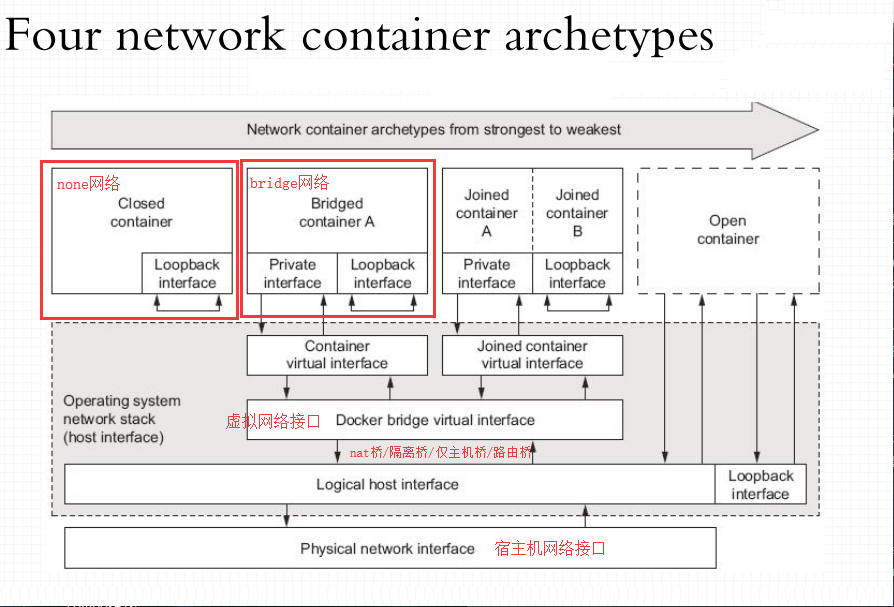 Four network container archetypes
Network container archetypes from strongest to weakest
none网络
Closed
container
Loopback
interface
bridge网络
Bridged
container A
Private
interface
Loopback
interface
Joined
container
A
Joined
container
B
Private
interface
Loopback
interface
Open
container
Container
virtual interface
Joined container
virtual interface
Operating system
network stack
(host interface)
虚拟网络接口
Docker bridge virtual interface
nat桥/隔离桥/仅主机桥/路由桥
Logical host interface
Loopback
interface
Physical network interface
宿主机网络接口